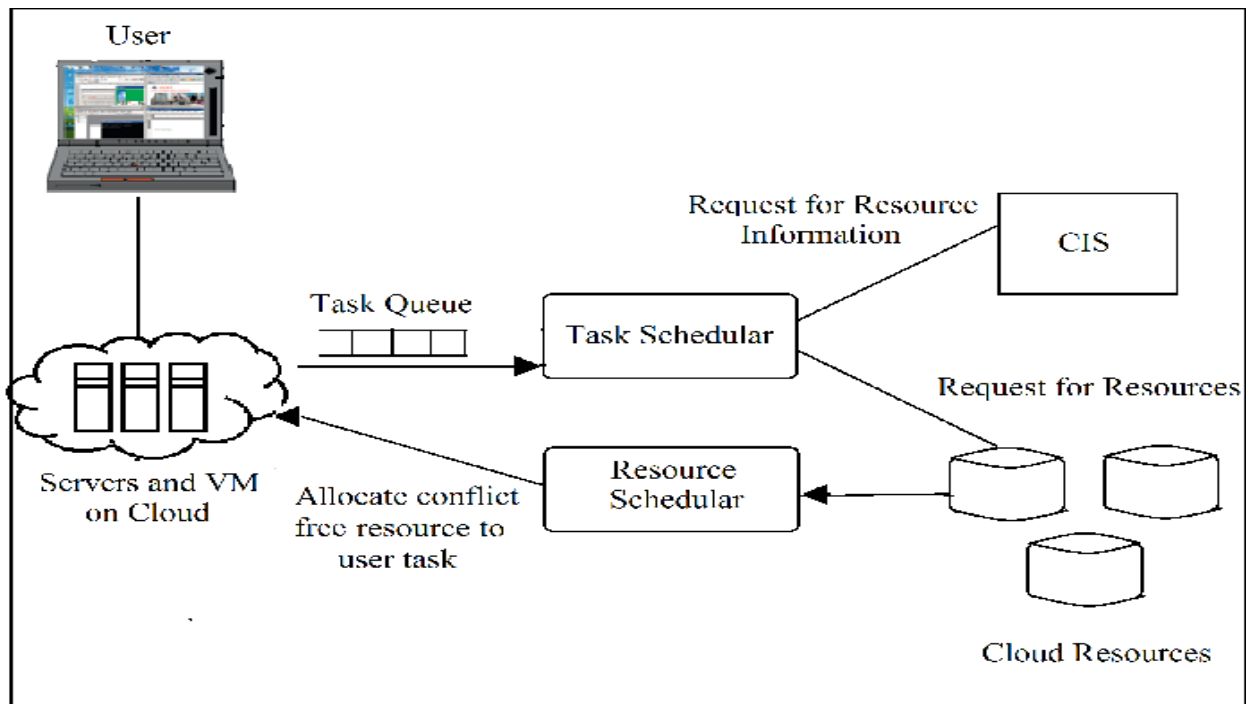 User
Request for Resource
Information
CIS
Task Queue
Task Schedular
Request for Resources
Servers and VM
on Cloud
Allocate conflict
free resource to
user task
Resource
Schedular
Cloud Resources